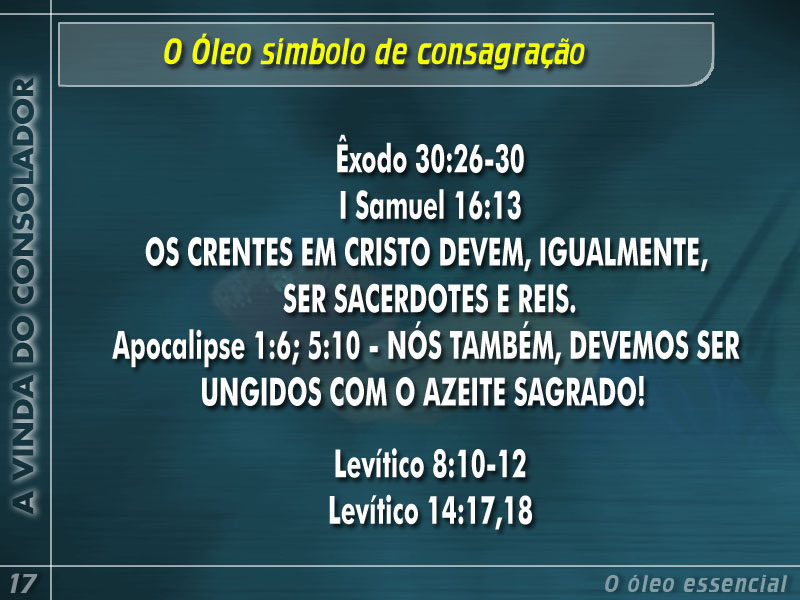 O Óleo símbolo de consagração
A VINDA DO CONSOLADOR
Êxodo 30:26-30
I Samuel 16:13
OS CRENTES EM CRISTO DEVEM, IGUALMENTE,
SER SACERDOTES E REIS.
Apocalipse 1:6; 5:10 - NÓS TAMBÉM, DEVEMOS SER
UNGIDOS COM O AZEITE SAGRADO!
Levítico 8:10-12
Levítico 14:17,18
17
O óleo essencial